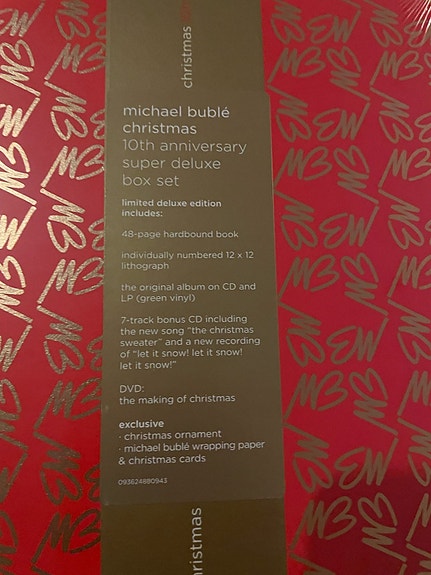 christmas
michael bublé
christmas
10th anniversary
super deluxe
box set
limited deluxe edition
includes:
48-page hardbound book
individually numbered 12 x 12
lithograph
the original album on CD and
LP (green vinyl)
7-track bonus CD including
the new song “the christmas
sweater” and a new recording
of “let it snow! let it snow!
let it snow!”
DVD:
the making of christmas
exclusive
· christmas ornament
· michael bublé wrapping paper
& christmas cards
093624880943
christmas